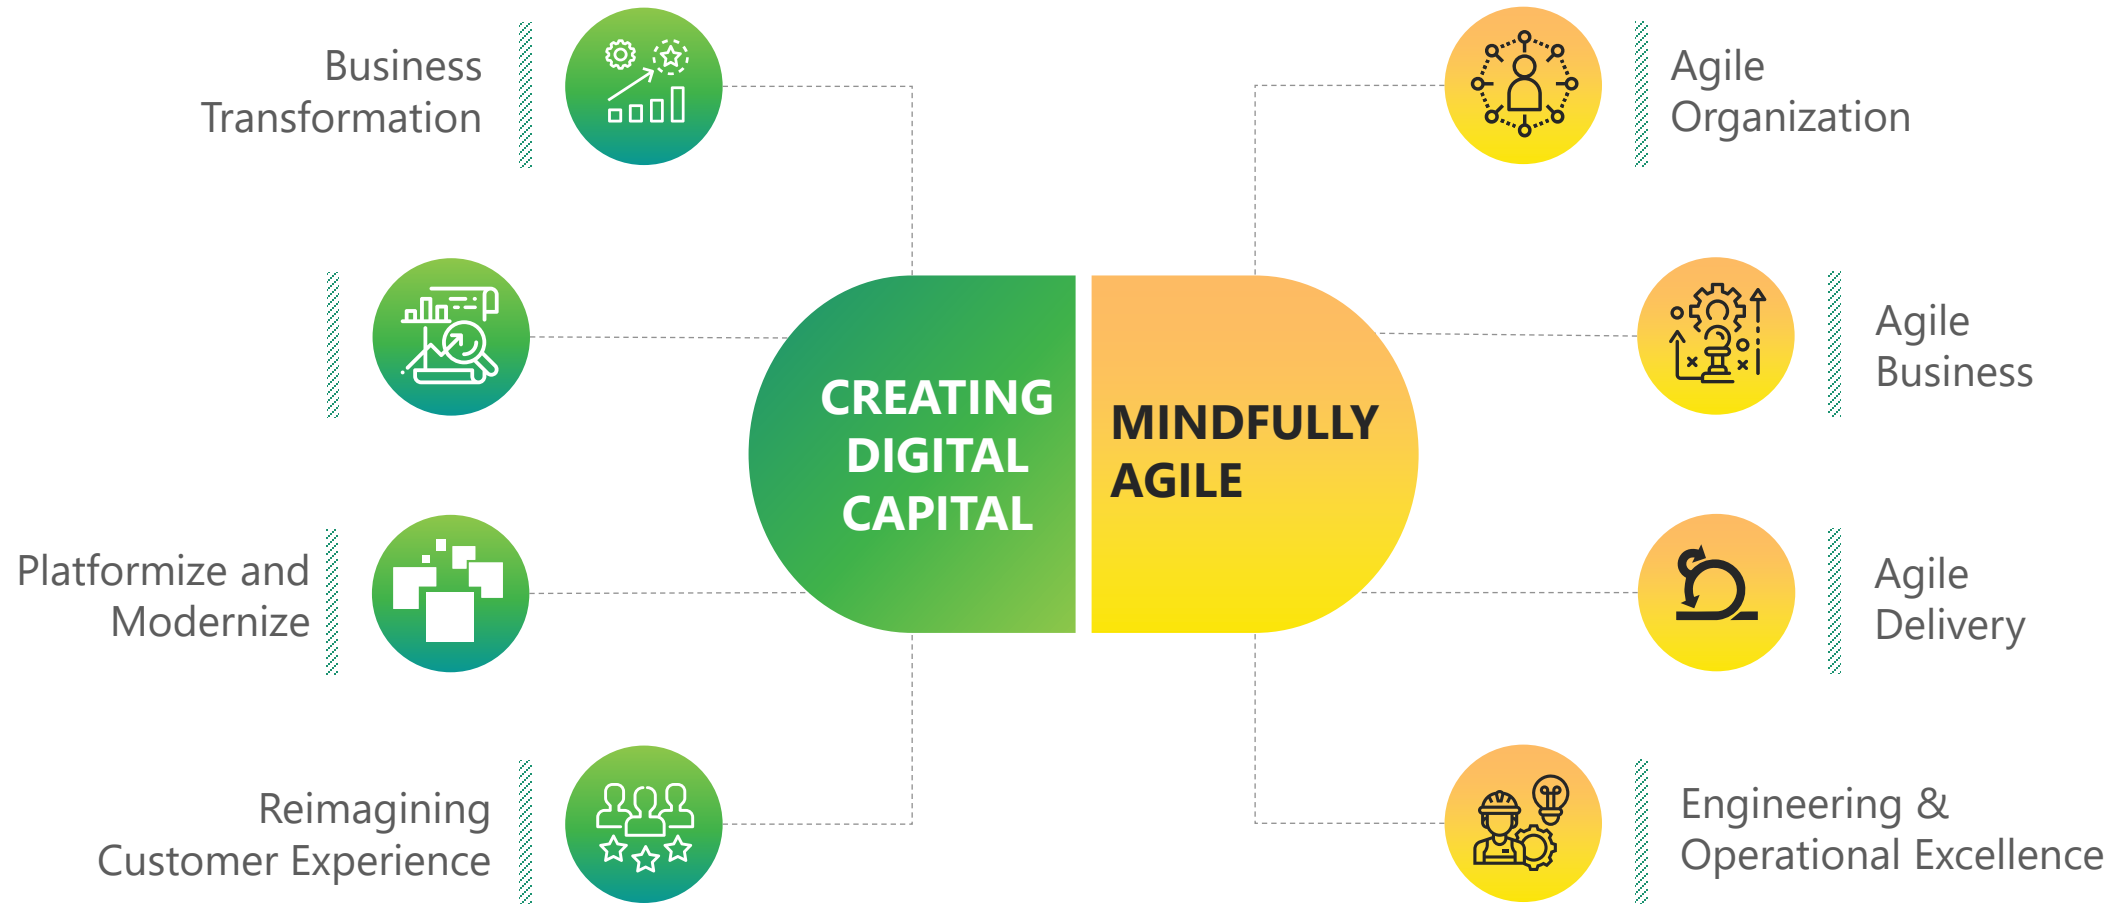 Business
Transformation
Platformize and
Modernize
Reimagining
Customer Experience
CREATING
DIGITAL
CAPITAL
MINDFULLY
AGILE
Agile
Organization
Agile
Business
Agile
Delivery
Engineering &
Operational Excellence